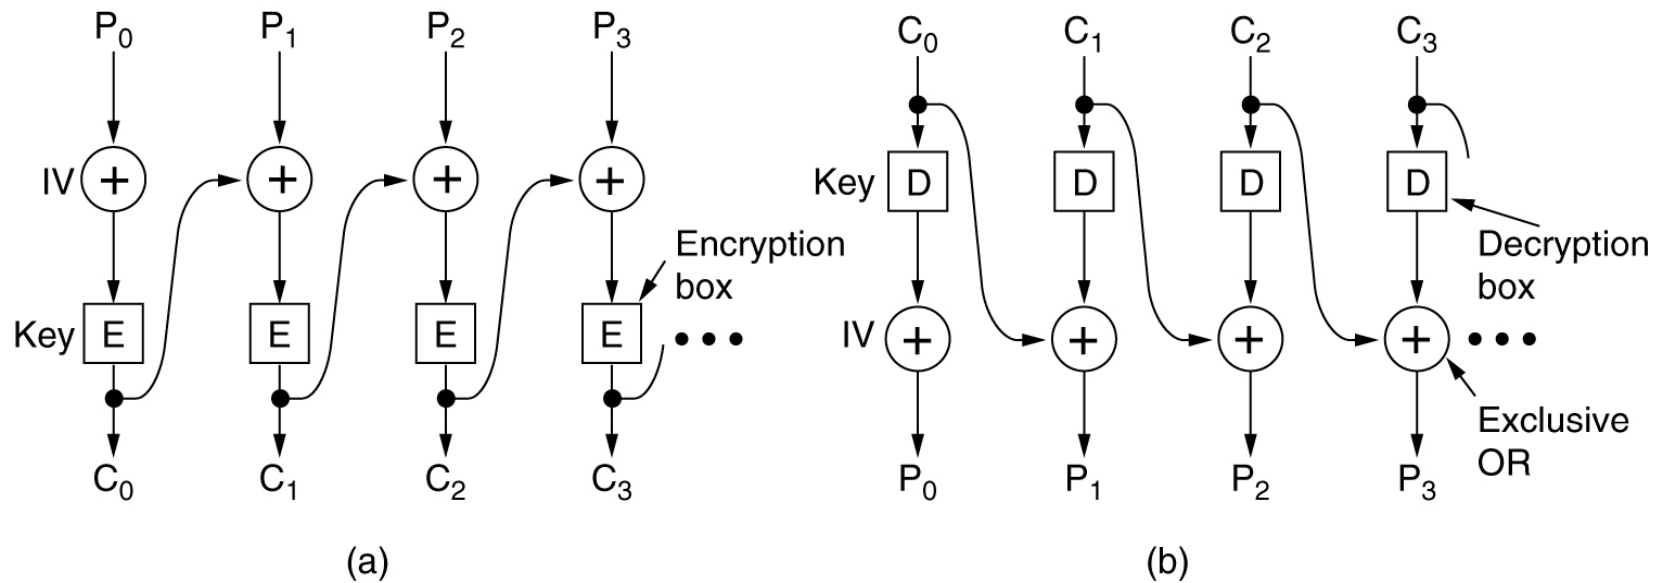 P0 P1 P2 P3
IV + + + +
Encryption
box
Key E E E E •••
C0 C1 C2 C3
(a)
C0 C1 C2 C3
Key D D D D
Decryption
box
IV + + + + •••
Exclusive
OR
P0 P1 P2 P3
(b)